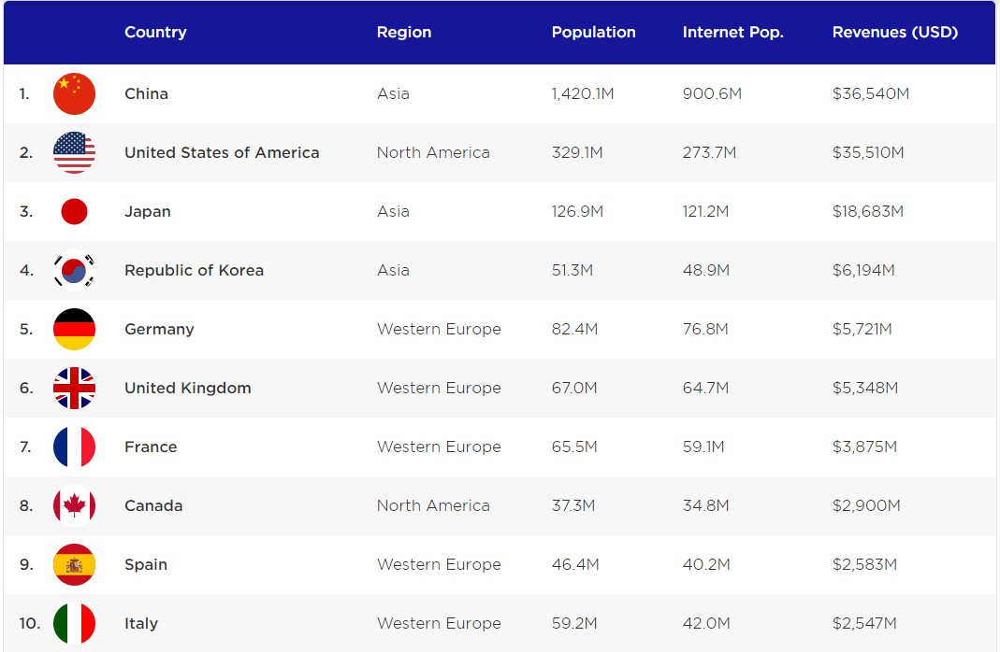 Country Region Population Internet Pop. Revenues (USD)
1. China Asia 1,420.1M 900.6M $36,540M
2. United States of America North America 329.1M 273.7M $35,510M
3. Japan Asia 126.9M 121.2M $18,683M
4. Republic of Korea Asia 51.3M 48.9M $6,194M
5. Germany Western Europe 82.4M 76.8M $5,721M
6. United Kingdom Western Europe 67.0M 64.7M $5,348M
7. France Western Europe 65.5M 59.1M $3,875M
8. Canada North America 37.3M 34.8M $2,900M
9. Spain Western Europe 46.4M 40.2M $2,583M
10. Italy Western Europe 59.2M 42.0M $2,547M